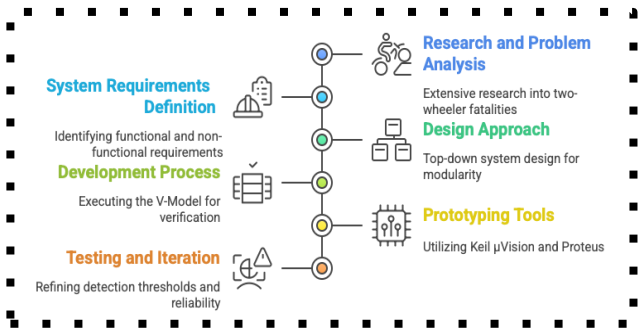 Research and Problem
Analysis
Extensive research into two-
wheeler fatalities
System Requirements
Definition
Identifying functional and non-
functional requirements
Design Approach
Top-down system design for
modularity
Development Process
Executing the V-Model for
verification
Prototyping Tools
Utilizing Keil µVision and Proteus
Testing and Iteration
Refining detection thresholds and
reliability